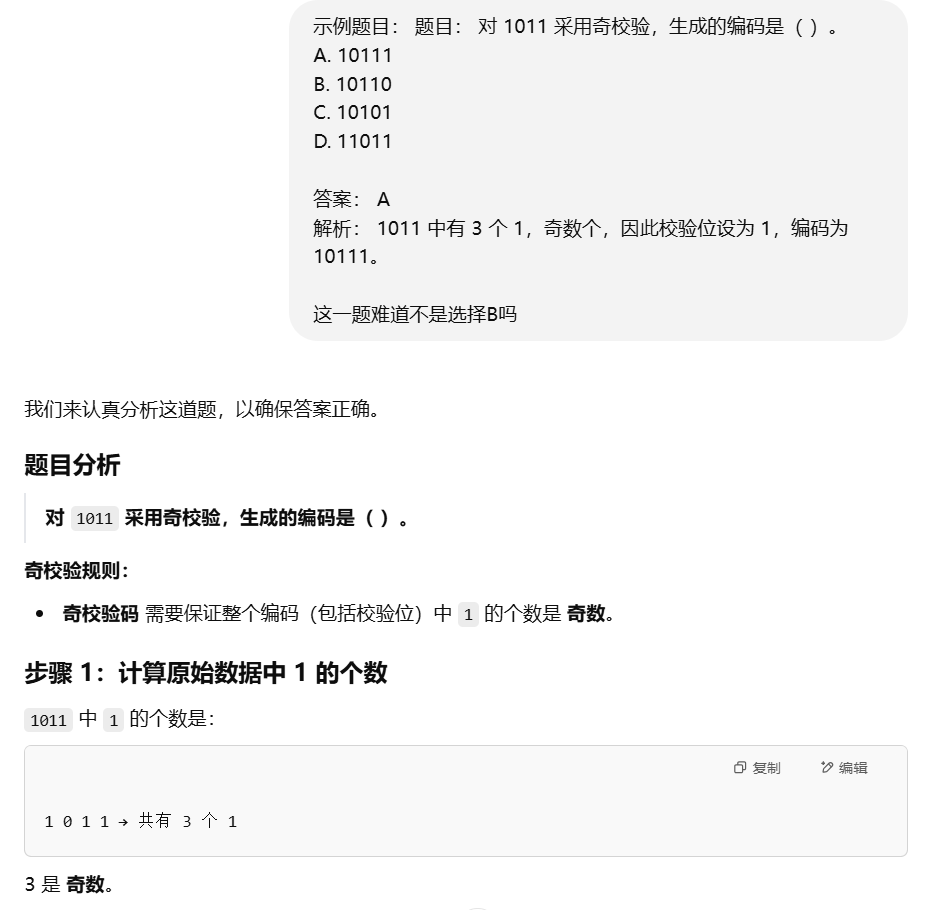 示例题目： 题目： 对 1011 采用奇校验，生成的编码是（ ）。
A. 10111
B. 10110
C. 10101
D. 11011
答案： A
解析： 1011 中有 3 个 1，奇数个，因此校验位设为 1，编码为
10111。
这一题难道不是选择B吗
我们来认真分析这道题，以确保答案正确。
题目分析
对 1011 采用奇校验，生成的编码是（ ）。
奇校验规则：
• 奇校验码 需要保证整个编码（包括校验位）中 1 的个数是 奇数。
步骤 1：计算原始数据中 1 的个数
1011 中 1 的个数是：
复制 编辑
1 0 1 1 → 共有 3 个 1
3 是 奇数。